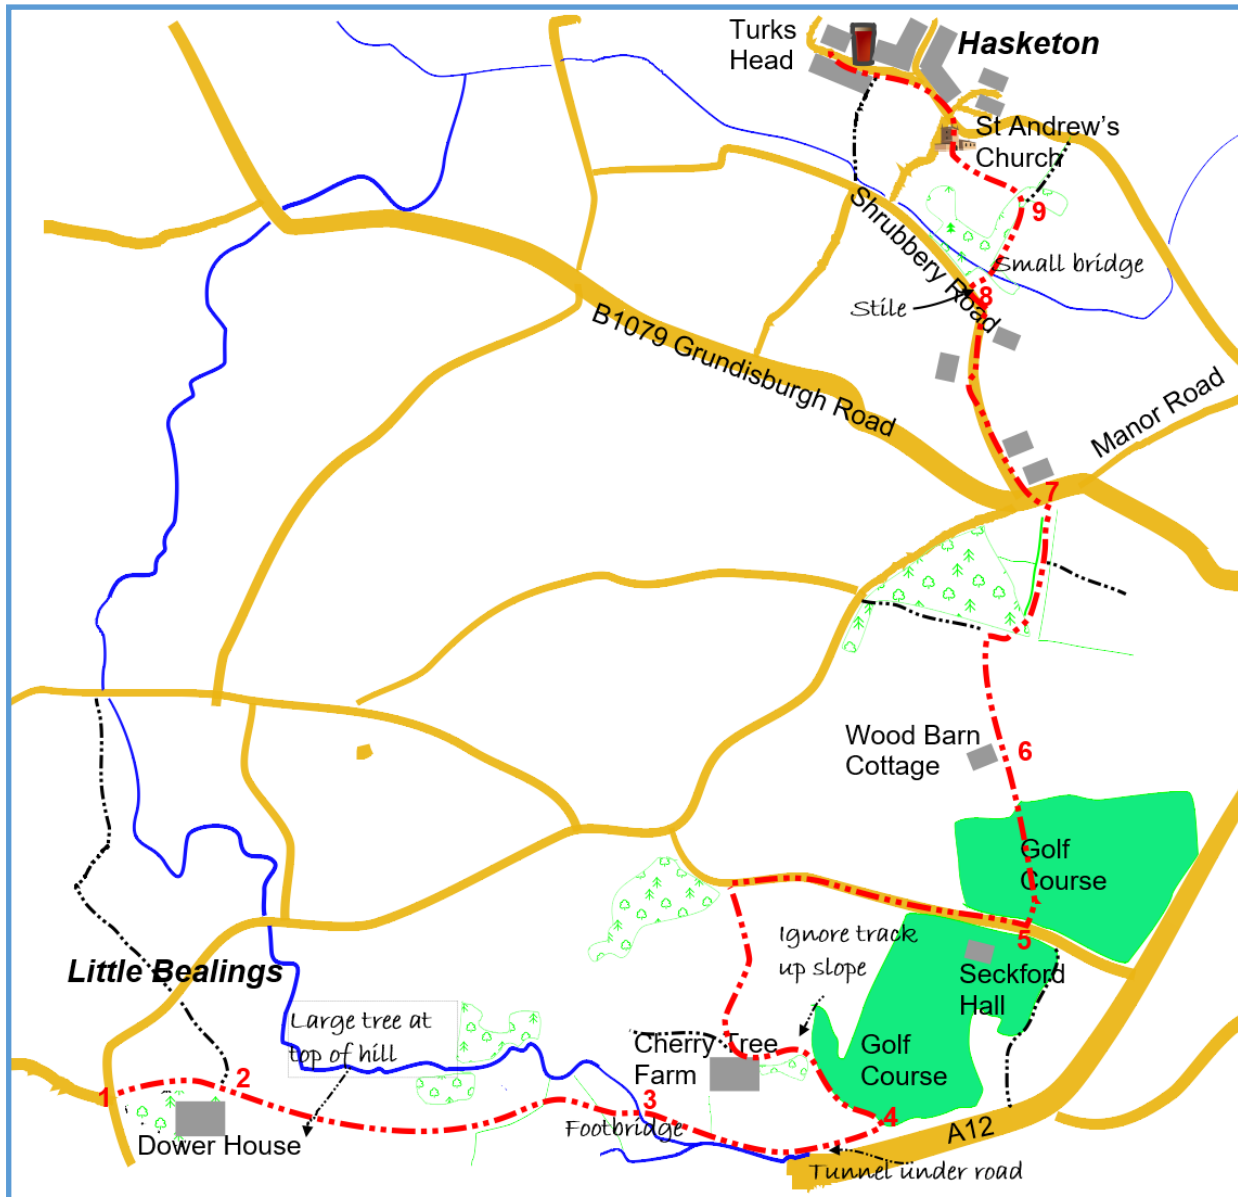 Turks
Head
Hasketon
St Andrew's
Church
9
Shrubbery Road
Small bridge
8
Stile
B1079 Grundisburgh Road
Manor Road
7
Wood Barn
Cottage
6
Golf
Course
5
Ignore track
up slope
Seckford
Hall
Little Bealings
Large tree at
top of hill
Cherry Tree
Farm
Golf
Course
1
2
3
4
Footbridge
A12
Dower House
Tunnel under road